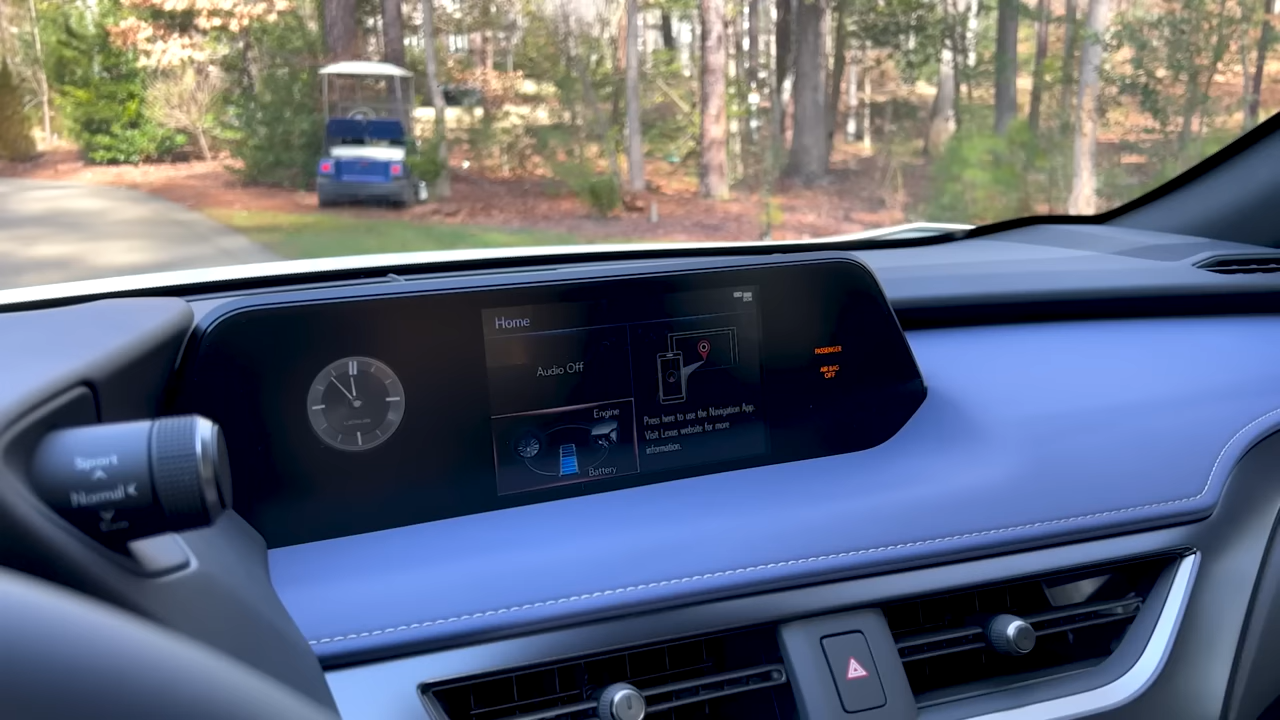 Home
Audio Off
Engine
Battery
Press here to use the Navigation App.
Visit Lexus website for more
information.
PASSENGER
AIR BAG
OFF
Sport
Normal